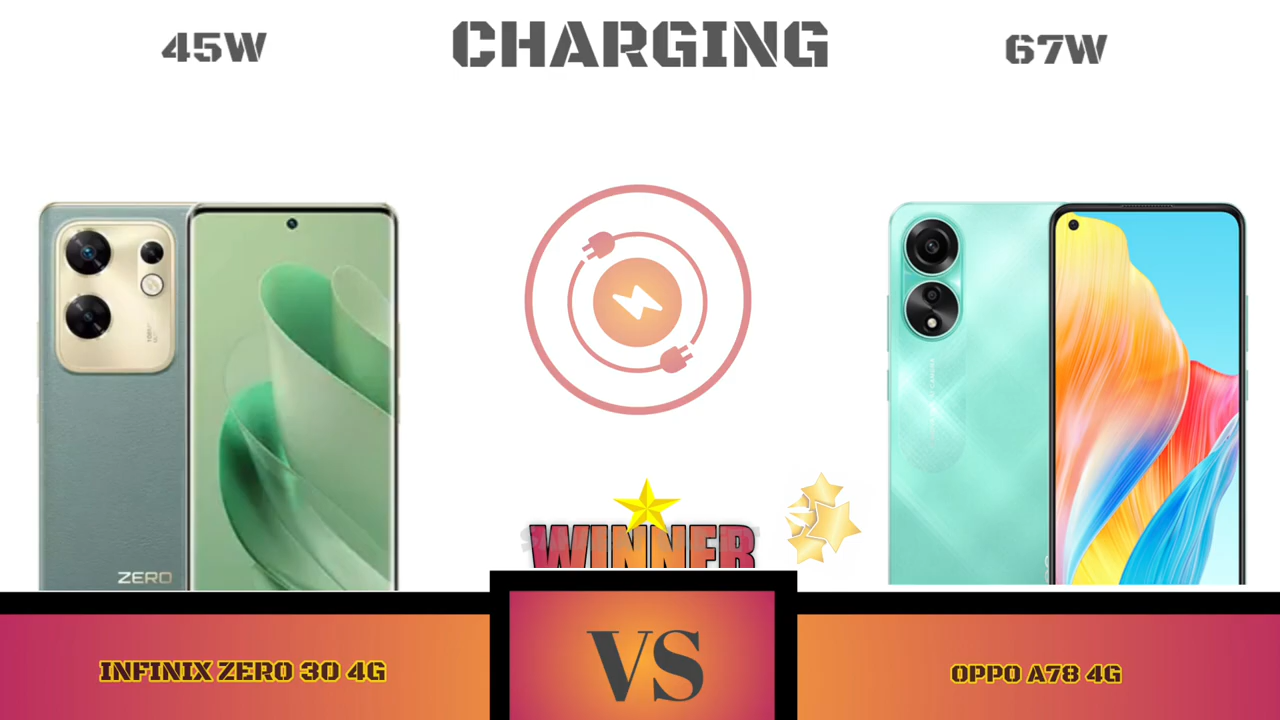 45W
CHARGING
67W
ZERO
WINNER
VS
INFINIX ZERO 30 4G
OPPO A78 4G